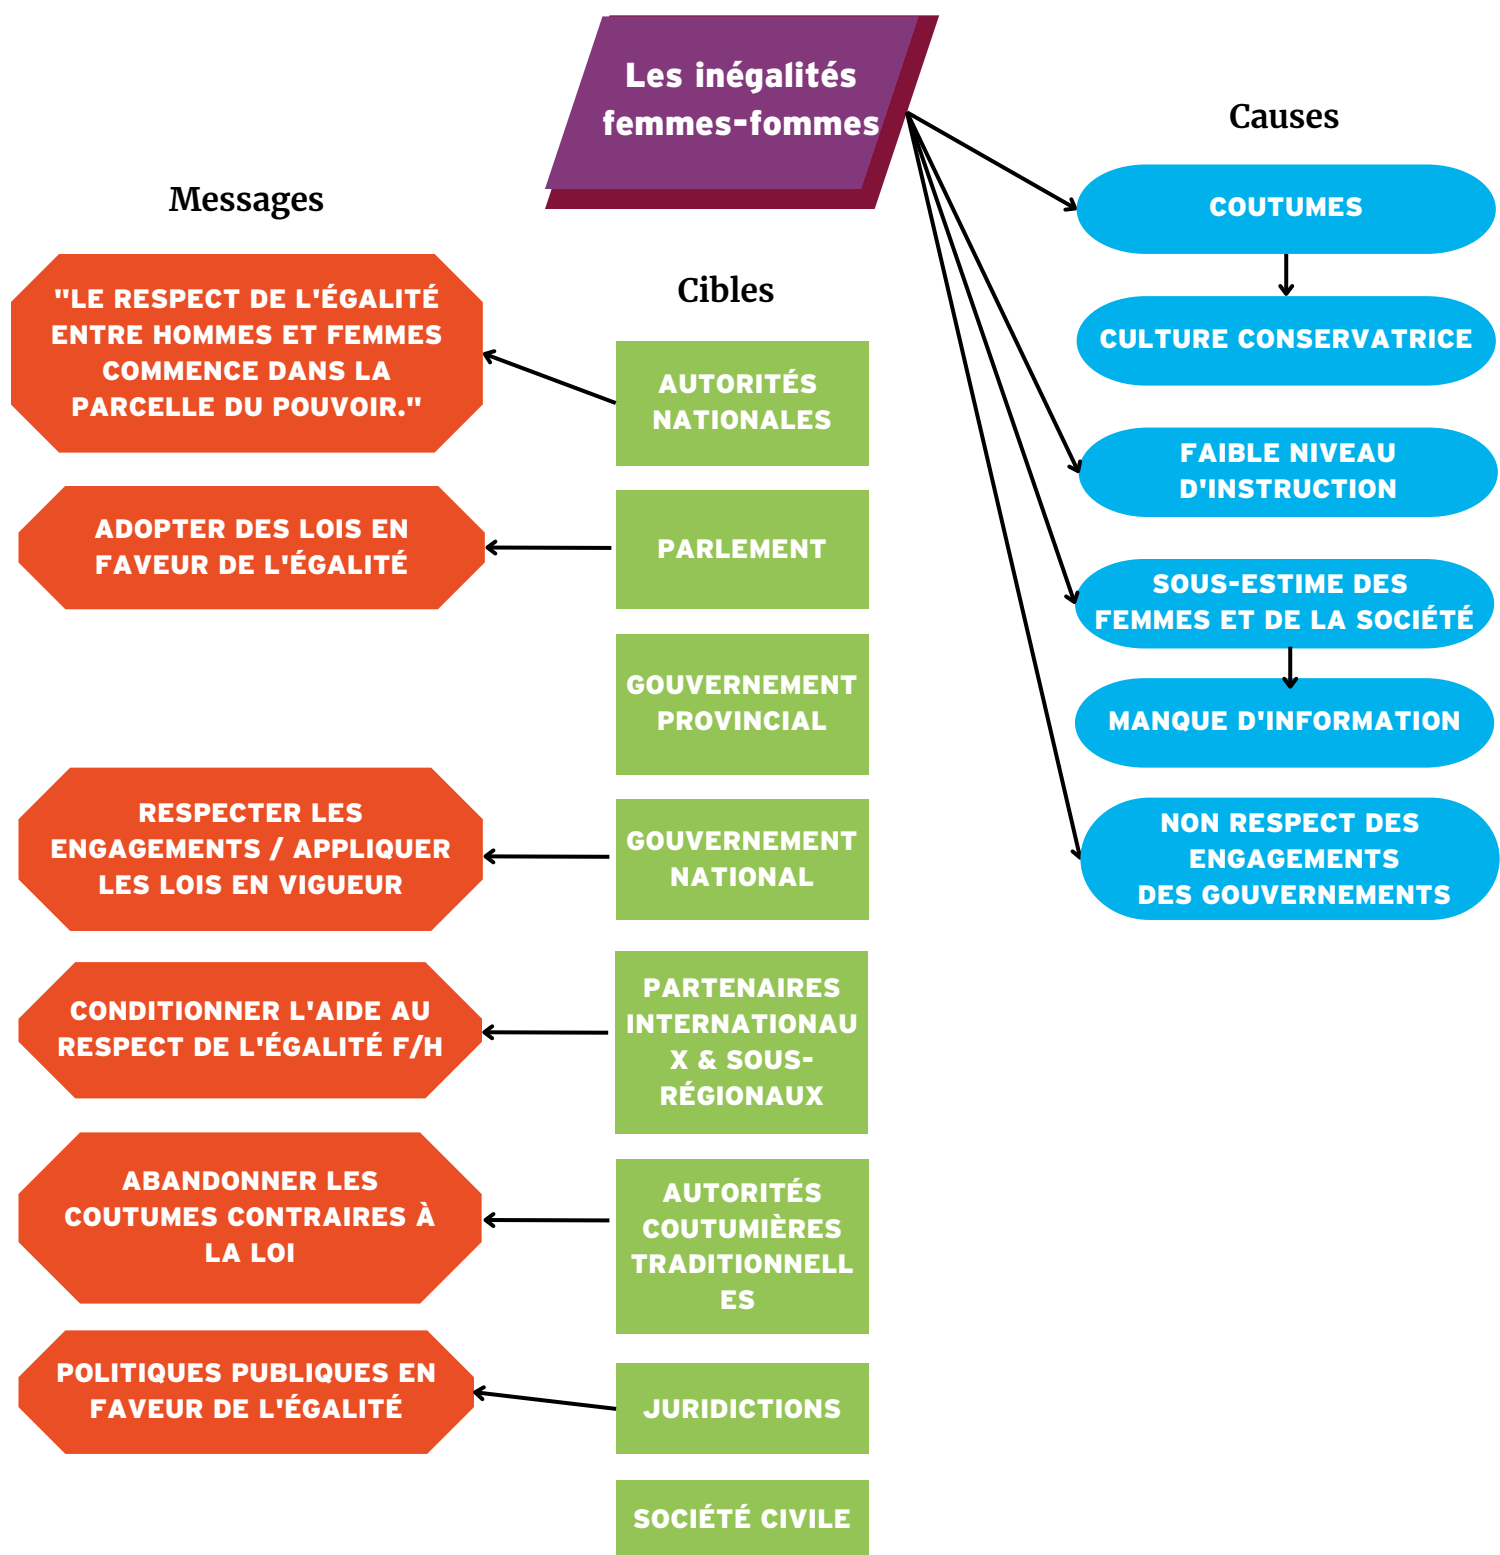 Les inégalités
femmes-fommes
Causes
COUTUMES
CULTURE CONSERVATRICE
FAIBLE NIVEAU
D'INSTRUCTION
SOUS-ESTIME DES
FEMMES ET DE LA SOCIÉTÉ
MANQUE D'INFORMATION
NON RESPECT DES
ENGAGEMENTS
DES GOUVERNEMENTS
Cibles
AUTORITÉS
NATIONALES
PARLEMENT
GOUVERNEMENT
PROVINCIAL
GOUVERNEMENT
NATIONAL
PARTENAIRES
INTERNATIONAU
X & SOUS-
RÉGIONAUX
AUTORITÉS
COUTUMIÈRES
TRADITIONNELL
ES
JURIDICTIONS
SOCIÉTÉ CIVILE
Messages
"LE RESPECT DE L'ÉGALITÉ
ENTRE HOMMES ET FEMMES
COMMENCE DANS LA
PARCELLE DU POUVOIR."
ADOPTER DES LOIS EN
FAVEUR DE L'ÉGALITÉ
RESPECTER LES
ENGAGEMENTS / APPLIQUER
LES LOIS EN VIGUEUR
CONDITIONNER L'AIDE AU
RESPECT DE L'ÉGALITÉ F/H
ABANDONNER LES
COUTUMES CONTRAIRES À
LA LOI
POLITIQUES PUBLIQUES EN
FAVEUR DE L'ÉGALITÉ